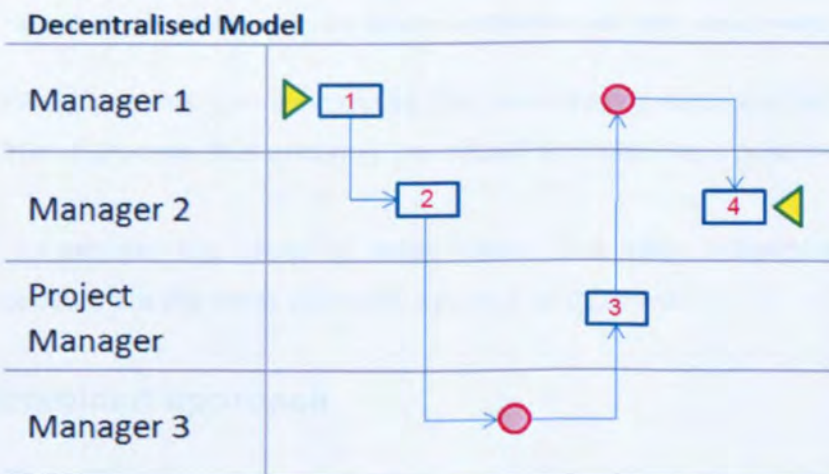 Decentralised Model
Manager 1
1
Manager 2
2
4
Project
Manager
3
Manager 3